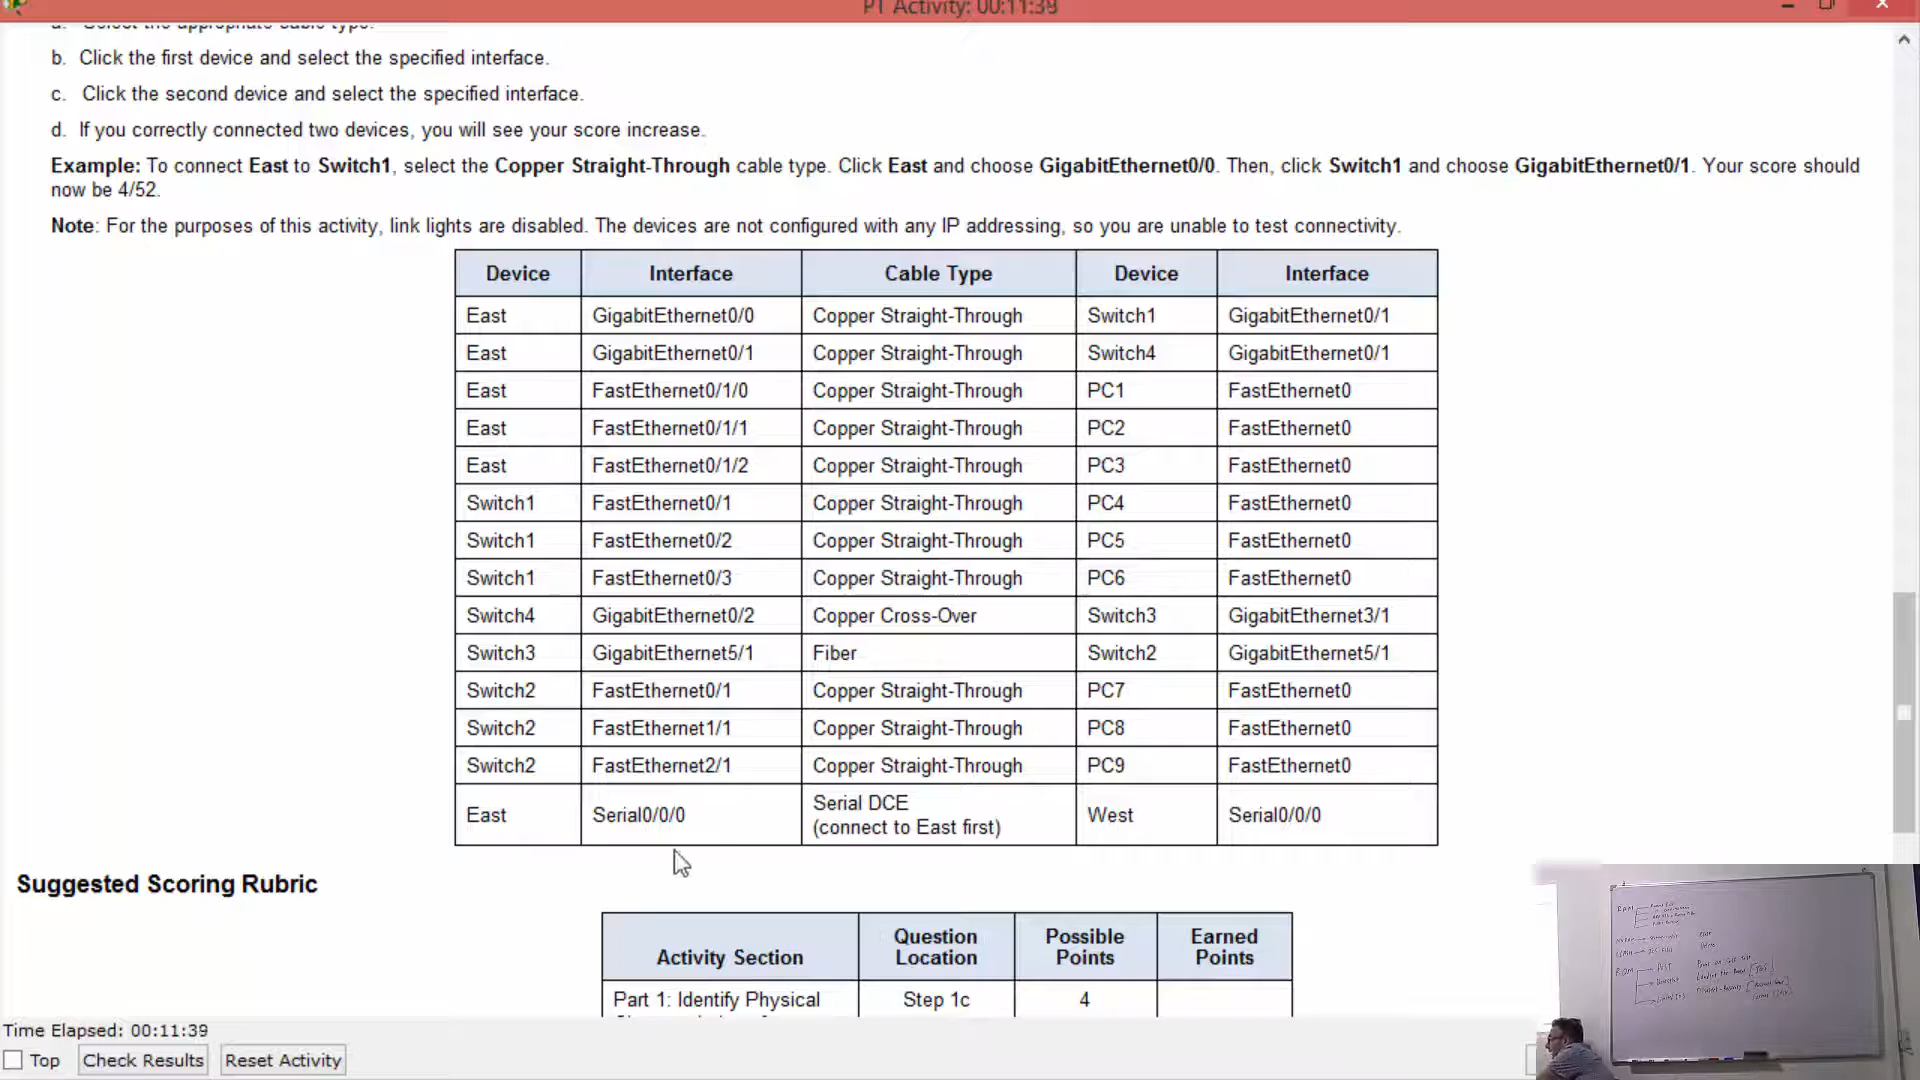 PT Activity: 00:11:39
a. Select the appropriate cable type.
b. Click the first device and select the specified interface.
c. Click the second device and select the specified interface.
d. If you correctly connected two devices, you will see your score increase.
Example: To connect East to Switch1, select the Copper Straight-Through cable type. Click East and choose GigabitEthernet0/0. Then, click Switch1 and choose GigabitEthernet0/1. Your score should
now be 4/52.
Note: For the purposes of this activity, link lights are disabled. The devices are not configured with any IP addressing, so you are unable to test connectivity.
Device Interface Cable Type Device Interface
East GigabitEthernet0/0 Copper Straight-Through Switch1 GigabitEthernet0/1
East GigabitEthernet0/1 Copper Straight-Through Switch4 GigabitEthernet0/1
East FastEthernet0/1/0 Copper Straight-Through PC1 FastEthernet0
East FastEthernet0/1/1 Copper Straight-Through PC2 FastEthernet0
East FastEthernet0/1/2 Copper Straight-Through PC3 FastEthernet0
Switch1 FastEthernet0/1 Copper Straight-Through PC4 FastEthernet0
Switch1 FastEthernet0/2 Copper Straight-Through PC5 FastEthernet0
Switch1 FastEthernet0/3 Copper Straight-Through PC6 FastEthernet0
Switch4 GigabitEthernet0/2 Copper Cross-Over Switch3 GigabitEthernet3/1
Switch3 GigabitEthernet5/1 Fiber Switch2 GigabitEthernet5/1
Switch2 FastEthernet0/1 Copper Straight-Through PC7 FastEthernet0
Switch2 FastEthernet1/1 Copper Straight-Through PC8 FastEthernet0
Switch2 FastEthernet2/1 Copper Straight-Through PC9 FastEthernet0
East Serial0/0/0 Serial DCE
(connect to East first) West Serial0/0/0
Suggested Scoring Rubric
Activity Section Question
Location Possible
Points Earned
Points
Part 1: Identify Physical Step 1c 4
Time Elapsed: 00:11:39
Top Check Results Reset Activity
RAM
ROM POST